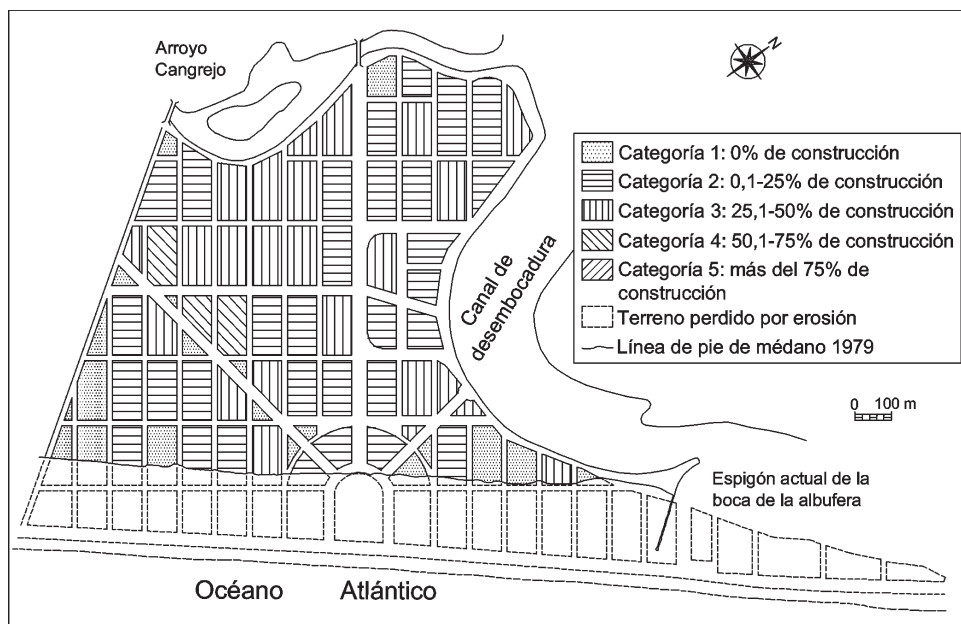 Arroyo
Cangrejo
N
Categoría 1: 0% de construcción
Categoría 2: 0,1-25% de construcción
Categoría 3: 25,1-50% de construcción
Categoría 4: 50,1-75% de construcción
Categoría 5: más del 75% de
construcción
Terreno perdido por erosión
Línea de pie de médano 1979
Canal de
desembocadura
0 100 m
Espigón actual de la
boca de la albufera
Océano Atlántico